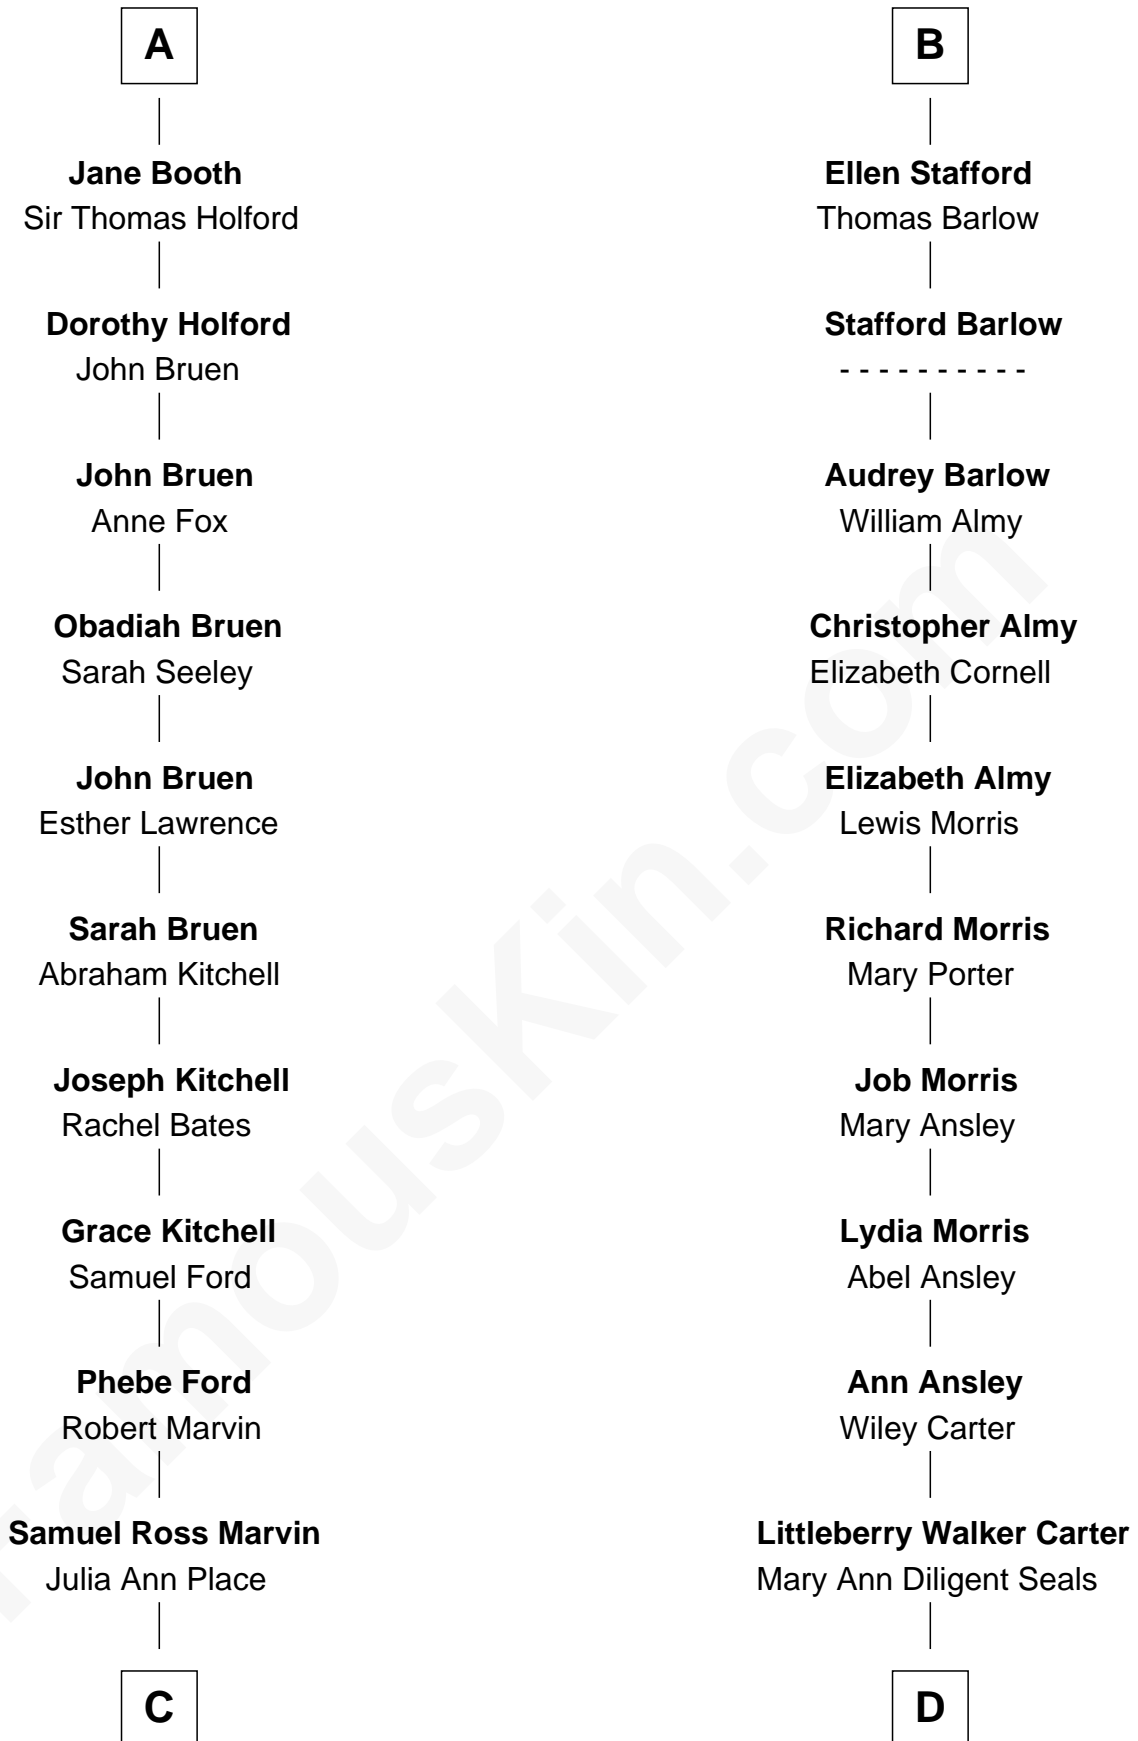 A
Jane Booth
Sir Thomas Holford
Dorothy Holford
John Bruen
John Bruen
Anne Fox
Obadiah Bruen
Sarah Seeley
John Bruen
Esther Lawrence
Sarah Bruen
Abraham Kitchell
Joseph Kitchell
Rachel Bates
Grace Kitchell
Samuel Ford
Phebe Ford
Robert Marvin
Samuel Ross Marvin
Julia Ann Place
C
B
Ellen Stafford
Thomas Barlow
Stafford Barlow
- - - - - - - - - -
Audrey Barlow
William Almy
Christopher Almy
Elizabeth Cornell
Elizabeth Almy
Lewis Morris
Richard Morris
Mary Porter
Job Morris
Mary Ansley
Lydia Morris
Abel Ansley
Ann Ansley
Wiley Carter
Littleberry Walker Carter
Mary Ann Diligent Seals
D
FamousKin.com